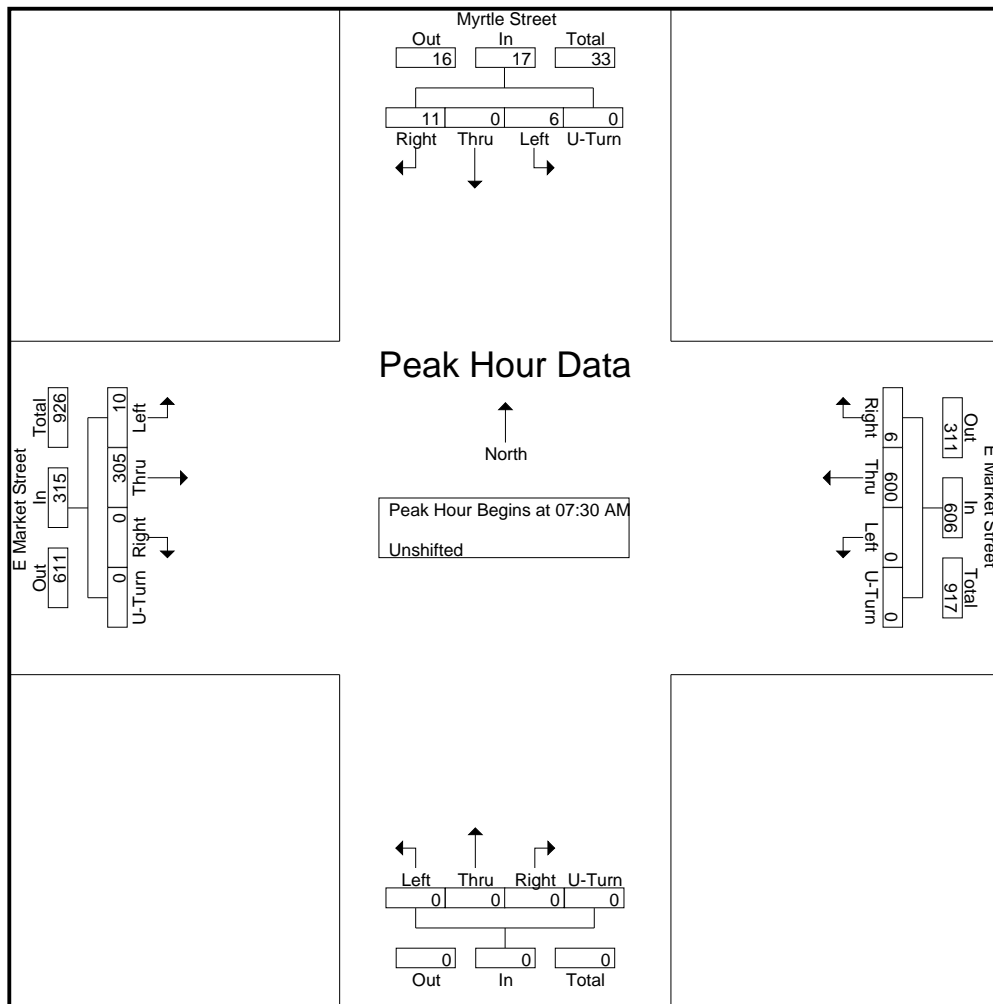 Myrtle Street
Out In Total
16 17 33
11 0 6 0
Right Thru Left U-Turn
Peak Hour Data
North
Peak Hour Begins at 07:30 AM
Unshifted
E Market Street
Out In Total
611 315 926
U-Turn Right Thru Left
0 0 305 10
E Market Street
Out In Total
311 606 917
Right Thru Left U-Turn
6 600 0 0
Left Thru Right U-Turn
0 0 0 0
0 0 0
Out In Total